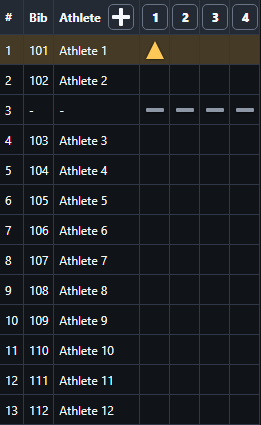 # Bib Athlete + 1 2 3 4
1 101 Athlete 1
2 102 Athlete 2
3 - -
4 103 Athlete 3
5 104 Athlete 4
6 105 Athlete 5
7 106 Athlete 6
8 107 Athlete 7
9 108 Athlete 8
10 109 Athlete 9
11 110 Athlete 10
12 111 Athlete 11
13 112 Athlete 12